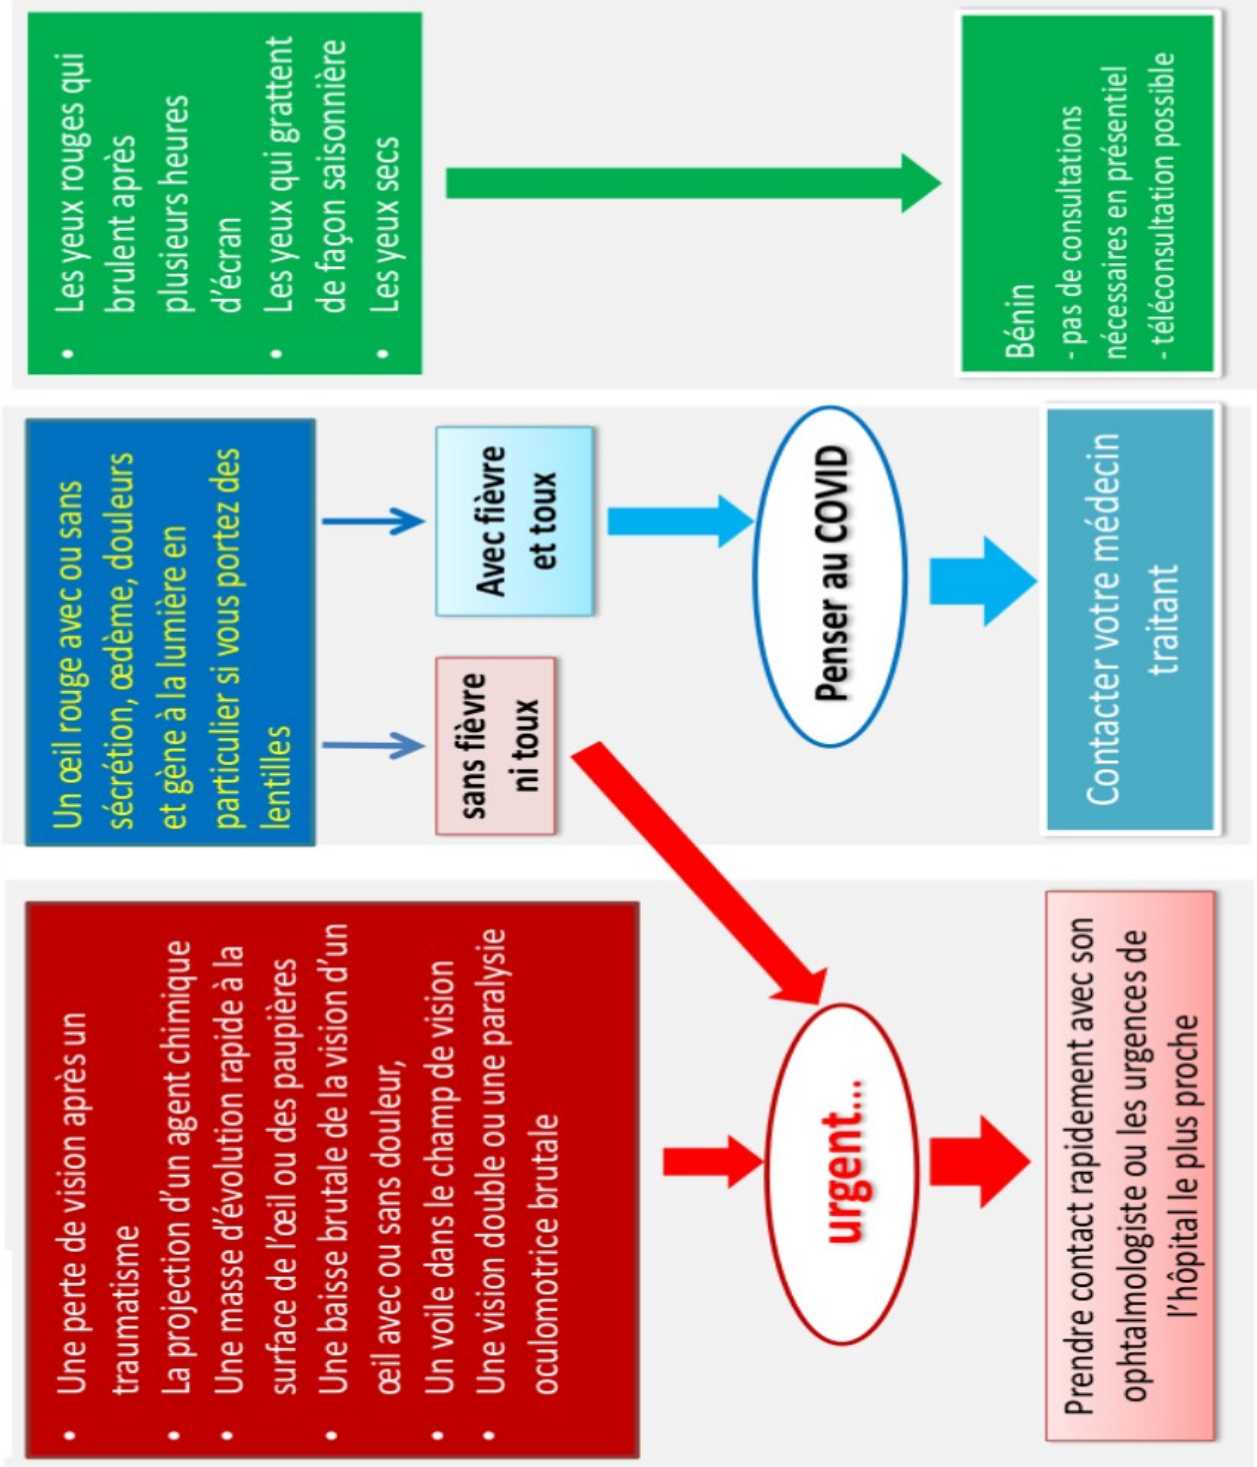 Une perte de vision après un
traumatisme
La projection d'un agent chimique
Une masse d'évolution rapide à la
surface de l'œil ou des paupières
Une baisse brutale de la vision d'un
œil avec ou sans douleur,
Un voile dans le champ de vision
Une vision double ou une paralysie
oculomotrice brutale
urgent...
Prendre contact rapidement avec son
ophtalmologiste ou les urgences de
l'hôpital le plus proche
Un œil rouge avec ou sans
sécrétion, œdème, douleurs
et gène à la lumière en
particulier si vous portez des
lentilles
sans fièvre
ni toux
Avec fièvre
et toux
Penser au COVID
Contacter votre médecin
traitant
Les yeux rouges qui
brulent après
plusieurs heures
d'écran
Les yeux qui grattent
de façon saisonnière
Les yeux secs
Bénin
- pas de consultations
nécessaires en présentiel
- téléconsultation possible